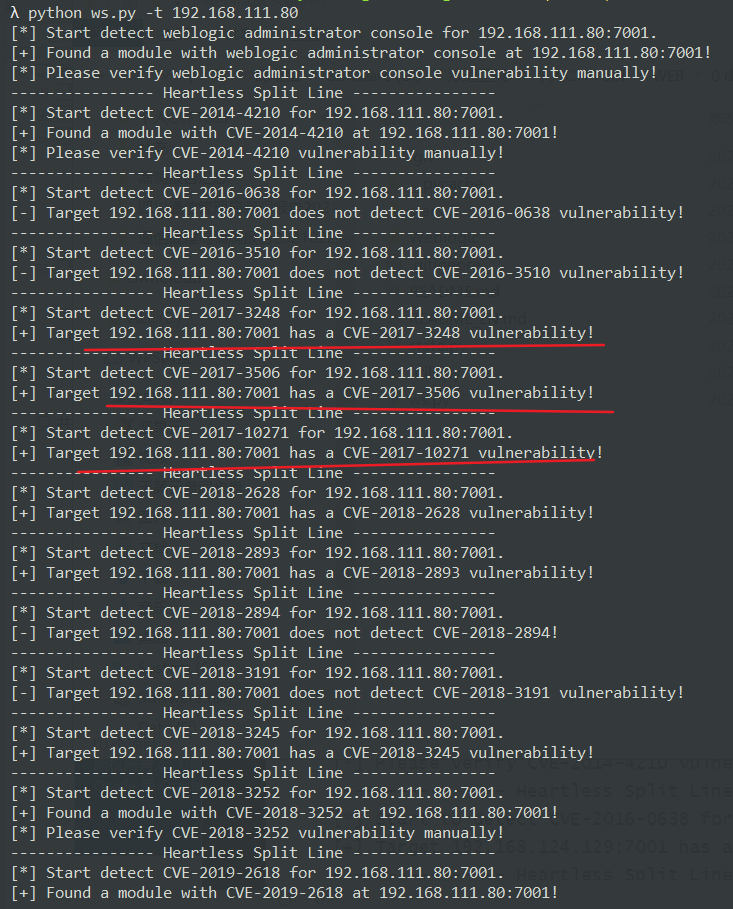 λ python ws.py -t 192.168.111.80
[*] Start detect weblogic administrator console for 192.168.111.80:7001.
[+] Found a module with weblogic administrator console at 192.168.111.80:7001!
[*] Please verify weblogic administrator console vulnerability manually!
---------------- Heartless Split Line ----------------
[*] Start detect CVE-2014-4210 for 192.168.111.80:7001.
[+] Found a module with CVE-2014-4210 at 192.168.111.80:7001!
[*] Please verify CVE-2014-4210 vulnerability manually!
---------------- Heartless Split Line ----------------
[*] Start detect CVE-2016-0638 for 192.168.111.80:7001.
[-] Target 192.168.111.80:7001 does not detect CVE-2016-0638 vulnerability!
---------------- Heartless Split Line ----------------
[*] Start detect CVE-2016-3510 for 192.168.111.80:7001.
[-] Target 192.168.111.80:7001 does not detect CVE-2016-3510 vulnerability!
---------------- Heartless Split Line ----------------
[*] Start detect CVE-2017-3248 for 192.168.111.80:7001.
[+] Target 192.168.111.80:7001 has a CVE-2017-3248 vulnerability!
---------------- Heartless Split Line ----------------
[*] Start detect CVE-2017-3506 for 192.168.111.80:7001.
[+] Target 192.168.111.80:7001 has a CVE-2017-3506 vulnerability!
---------------- Heartless Split Line ----------------
[*] Start detect CVE-2017-10271 for 192.168.111.80:7001.
[+] Target 192.168.111.80:7001 has a CVE-2017-10271 vulnerability!
---------------- Heartless Split Line ----------------
[*] Start detect CVE-2018-2628 for 192.168.111.80:7001.
[+] Target 192.168.111.80:7001 has a CVE-2018-2628 vulnerability!
---------------- Heartless Split Line ----------------
[*] Start detect CVE-2018-2893 for 192.168.111.80:7001.
[+] Target 192.168.111.80:7001 has a CVE-2018-2893 vulnerability!
---------------- Heartless Split Line ----------------
[*] Start detect CVE-2018-2894 for 192.168.111.80:7001.
[-] Target 192.168.111.80:7001 does not detect CVE-2018-2894!
---------------- Heartless Split Line ----------------
[*] Start detect CVE-2018-3191 for 192.168.111.80:7001.
[-] Target 192.168.111.80:7001 does not detect CVE-2018-3191 vulnerability!
---------------- Heartless Split Line ----------------
[*] Start detect CVE-2018-3245 for 192.168.111.80:7001.
[+] Target 192.168.111.80:7001 has a CVE-2018-3245 vulnerability!
---------------- Heartless Split Line ----------------
[*] Start detect CVE-2018-3252 for 192.168.111.80:7001.
[+] Found a module with CVE-2018-3252 at 192.168.111.80:7001!
[*] Please verify CVE-2018-3252 vulnerability manually!
---------------- Heartless Split Line ----------------
[*] Start detect CVE-2019-2618 for 192.168.111.80:7001.
[+] Found a module with CVE-2019-2618 at 192.168.111.80:7001!